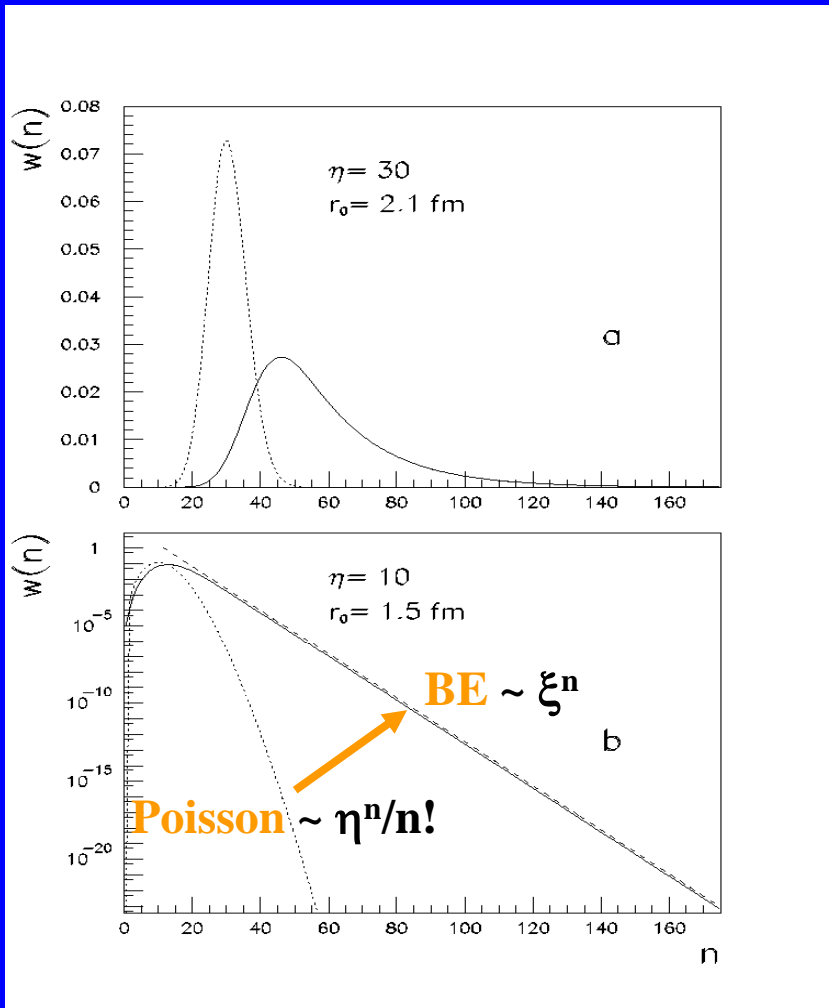 w(n)
0.08
0.07
0.06
0.05
0.04
0.03
0.02
0.01
0
η= 30
r₀= 2.1 fm
a
0 20 40 60 80 100 120 140 160
w(n)
1
10⁻⁵
10⁻¹⁰
10⁻¹⁵
10⁻²⁰
η= 10
r₀= 1.5 fm
BE ~ ξⁿ
b
Poisson ~ ηⁿ/n!
0 20 40 60 80 100 120 140 160
n